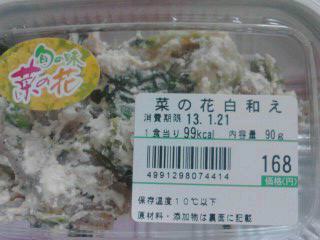 旬の味
菜の花
菜の花白和え
消費期限 13.1.21
1食当り 99kcal 内容量 90g
4991298074414
168
価格(円)
保存温度10℃以下
原材料・添加物は裏面に記載